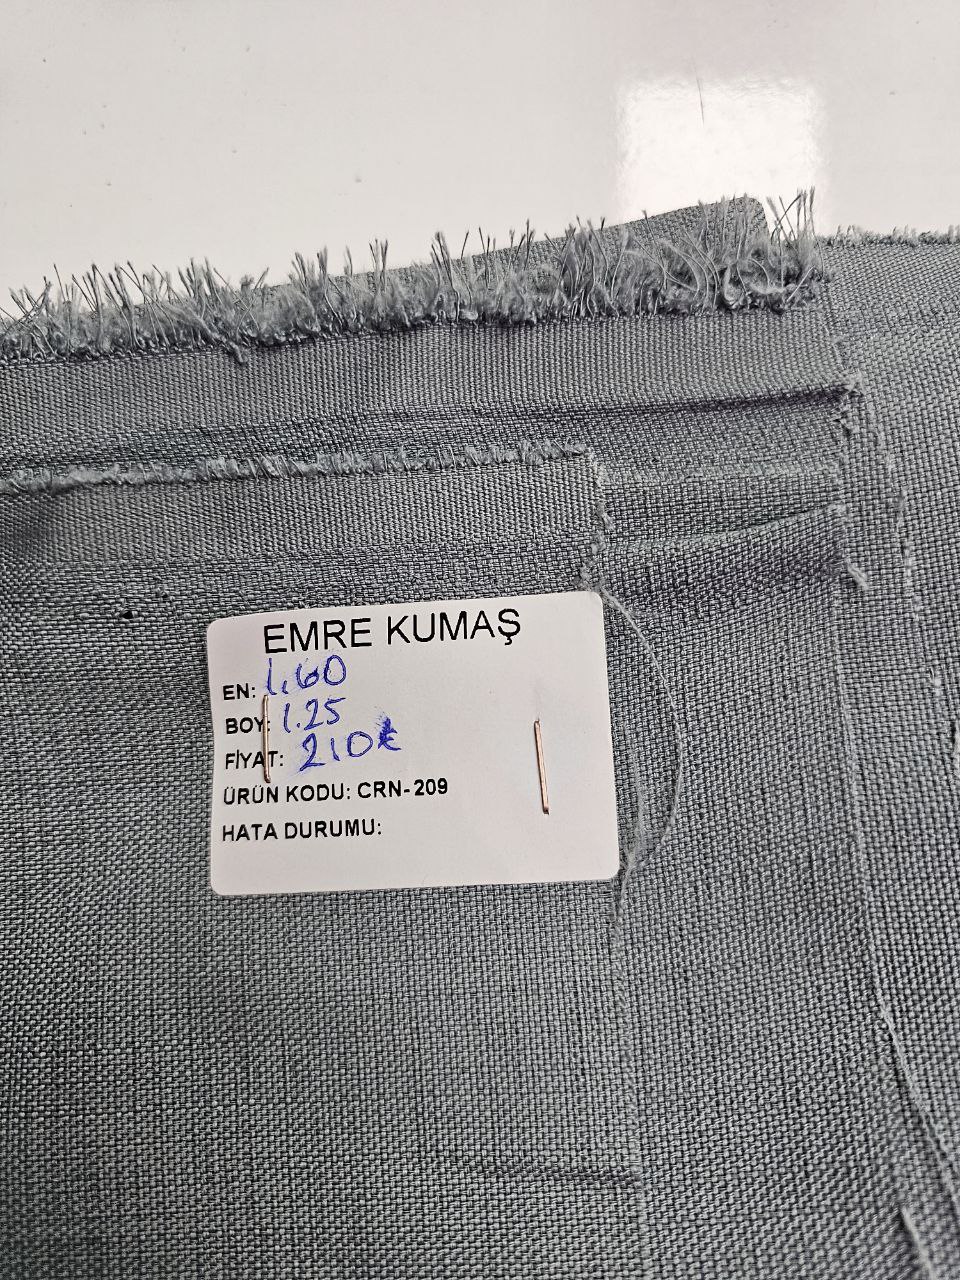 EMRE KUMAŞ
EN: 1.60
BOY: 1.25
FİYAT: 210₺
ÜRÜN KODU: CRN-209
HATA DURUMU: